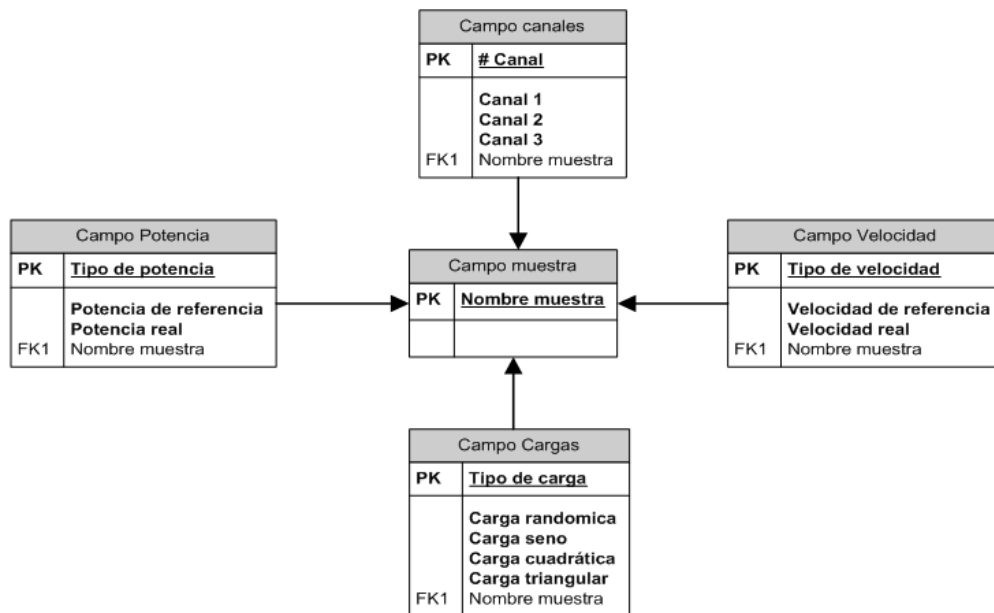 Campo canales
PK # Canal
Canal 1
Canal 2
Canal 3
FK1 Nombre muestra
Campo Potencia
PK Tipo de potencia
Potencia de referencia
Potencia real
FK1 Nombre muestra
Campo muestra
PK Nombre muestra
Campo Velocidad
PK Tipo de velocidad
Velocidad de referencia
Velocidad real
FK1 Nombre muestra
Campo Cargas
PK Tipo de carga
Carga randomica
Carga seno
Carga cuadrática
Carga triangular
FK1 Nombre muestra